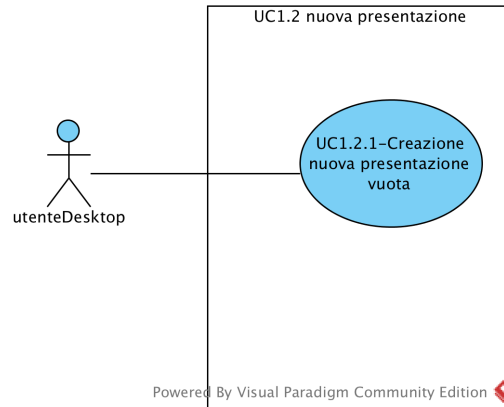 UC1.2 nuova presentazione
UC1.2.1-Creazione
nuova presentazione
vuota
utenteDesktop
Powered By Visual Paradigm Community Edition